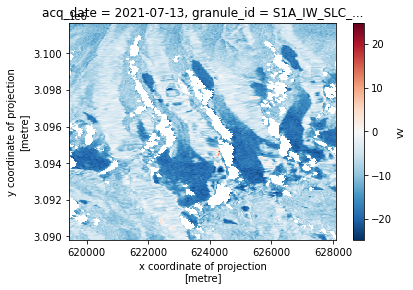 acq_date = 2021-07-13, granule_id = S1A_IW_SLC_...
1e6
3.100
3.098
3.096
3.094
3.092
3.090
y coordinate of projection
[metre]
620000 622000 624000 626000 628000
x coordinate of projection
[metre]
20
10
0
−10
−20
vv